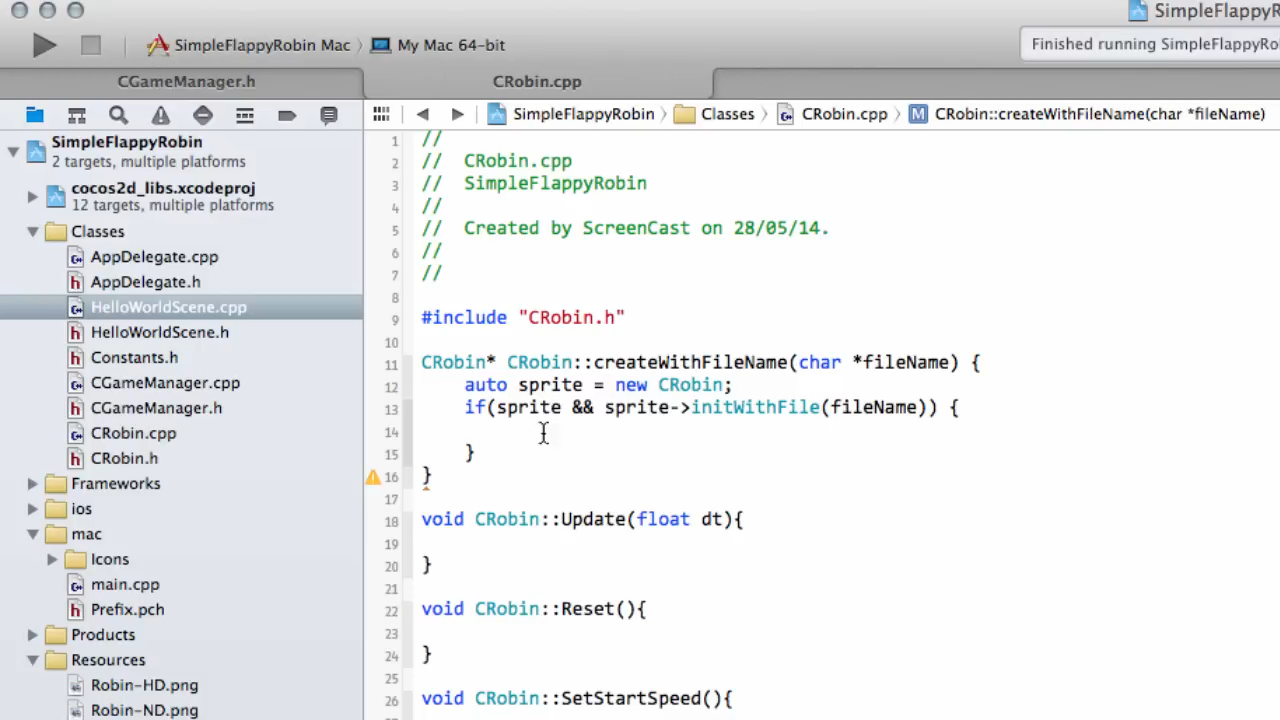 SimpleFlappyR
SimpleFlappyRobin Mac › My Mac 64-bit
Finished running SimpleFlappyRo
CGameManager.h
CRobin.cpp
SimpleFlappyRobin › Classes › CRobin.cpp › M CRobin::createWithFileName(char *fileName)
SimpleFlappyRobin
2 targets, multiple platforms
cocos2d_libs.xcodeproj
12 targets, multiple platforms
Classes
AppDelegate.cpp
AppDelegate.h
HelloWorldScene.cpp
HelloWorldScene.h
Constants.h
CGameManager.cpp
CGameManager.h
CRobin.cpp
CRobin.h
Frameworks
ios
mac
Icons
main.cpp
Prefix.pch
Products
Resources
Robin-HD.png
Robin-ND.png
1 //
2 // CRobin.cpp
3 // SimpleFlappyRobin
4 //
5 // Created by ScreenCast on 28/05/14.
6 //
7 //
8
9 #include "CRobin.h"
10
11 CRobin* CRobin::createWithFileName(char *fileName) {
12 auto sprite = new CRobin;
13 if(sprite && sprite->initWithFile(fileName)) {
14
15 }
16 }
17
18 void CRobin::Update(float dt){
19
20 }
21
22 void CRobin::Reset(){
23
24 }
25
26 void CRobin::SetStartSpeed(){